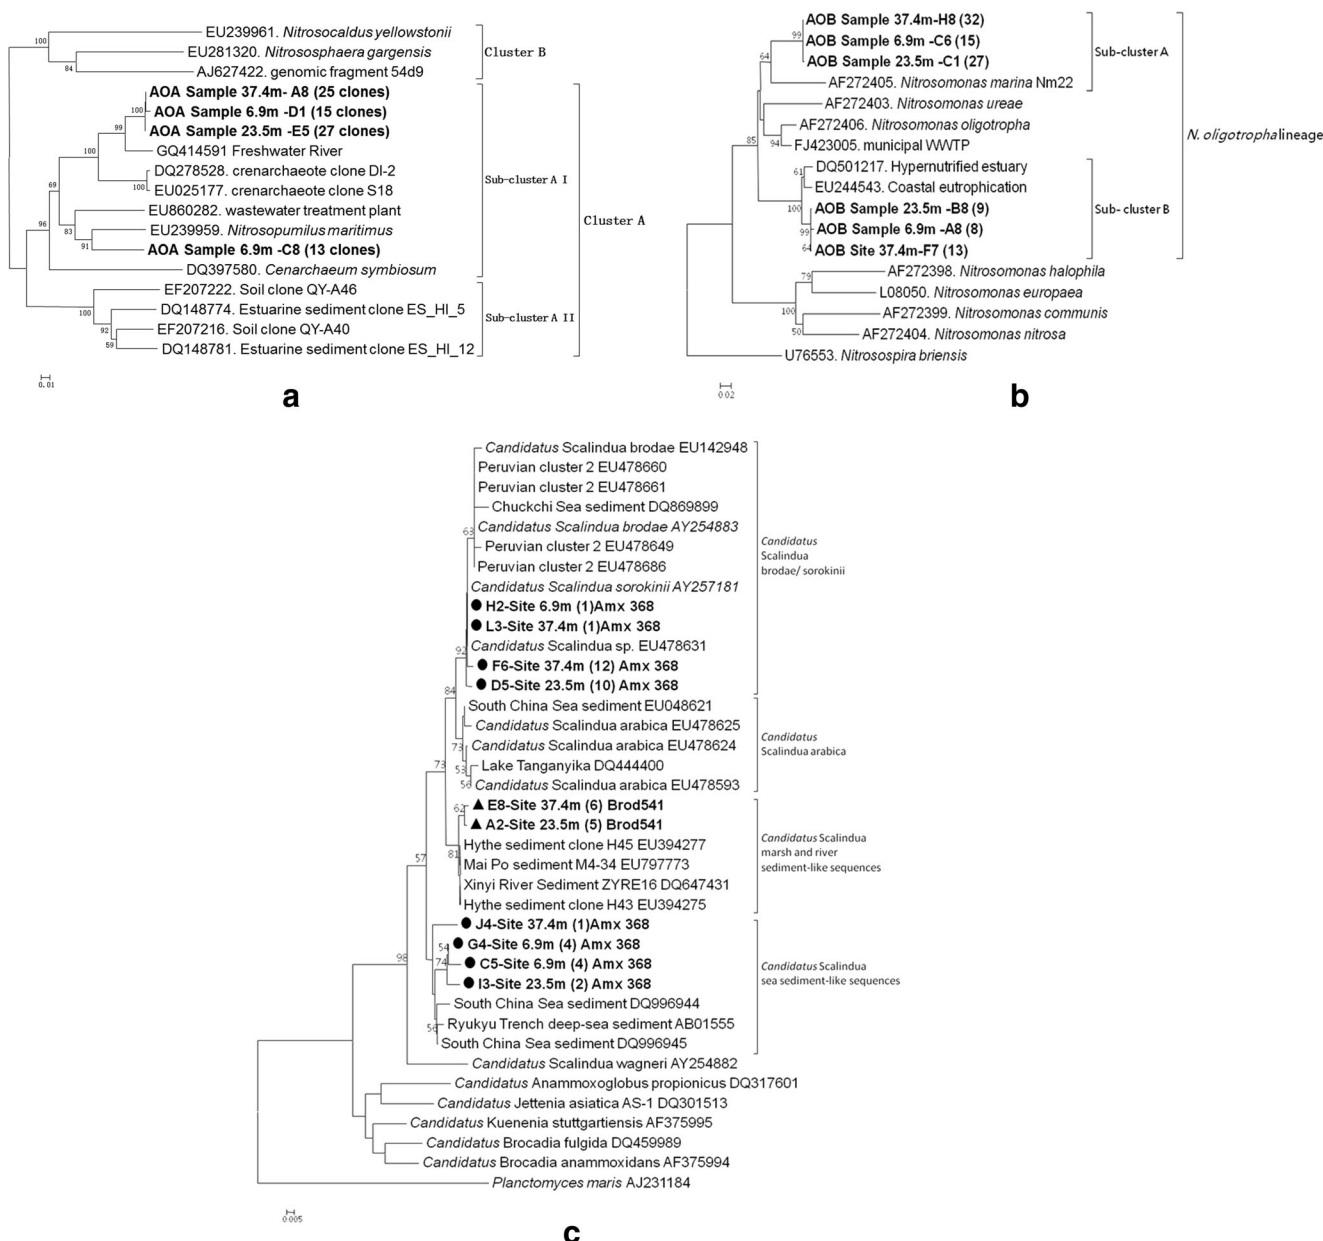 EU239961. Nitrosocaldus yellowstonii
100
EU281320. Nitrososphaera gargensis
Cluster B
84
AJ627422. genomic fragment 54d9
AOA Sample 37.4m- A8 (25 clones)
100
AOA Sample 6.9m -D1 (15 clones)
99
AOA Sample 23.5m -E5 (27 clones)
100
GQ414591 Freshwater River
DQ278528. crenarchaeote clone DI-2
100
EU025177. crenarchaeote clone S18
Sub-cluster A I
69
EU860282. wastewater treatment plant
96
83
EU239959. Nitrosopumilus maritimus
Cluster A
91
AOA Sample 6.9m -C8 (13 clones)
DQ397580. Cenarchaeum symbiosum
EF207222. Soil clone QY-A46
100
DQ148774. Estuarine sediment clone ES_HI_5
Sub-cluster A II
92
EF207216. Soil clone QY-A40
59
DQ148781. Estuarine sediment clone ES_HI_12
0.01
a
AOB Sample 37.4m-H8 (32)
99
AOB Sample 6.9m -C6 (15)
Sub-cluster A
64
AOB Sample 23.5m -C1 (27)
AF272405. Nitrosomonas marina Nm22
AF272403. Nitrosomonas ureae
AF272406. Nitrosomonas oligotropha
N. oligotropha lineage
85
94
FJ423005. municipal WWTP
DQ501217. Hypernutrified estuary
61
EU244543. Coastal eutrophication
100
AOB Sample 23.5m -B8 (9)
Sub- cluster B
99
AOB Sample 6.9m -A8 (8)
64
AOB Site 37.4m-F7 (13)
AF272398. Nitrosomonas halophila
79
L08050. Nitrosomonas europaea
100
AF272399. Nitrosomonas communis
50
AF272404. Nitrosomonas nitrosa
U76553. Nitrosospira briensis
0.02
b
Candidatus Scalindua brodae EU142948
Peruvian cluster 2 EU478660
Peruvian cluster 2 EU478661
Chuckchi Sea sediment DQ869899
63
Candidatus Scalindua brodae AY254883
Peruvian cluster 2 EU478649
Peruvian cluster 2 EU478686
Candidatus
Scalindua
brodae/ sorokinii
Candidatus Scalindua sorokinii AY257181
H2-Site 6.9m (1)Amx 368
L3-Site 37.4m (1)Amx 368
92
Candidatus Scalindua sp. EU478631
F6-Site 37.4m (12) Amx 368
D5-Site 23.5m (10) Amx 368
84
South China Sea sediment EU048621
Candidatus Scalindua arabica EU478625
73
Candidatus Scalindua arabica EU478624
Candidatus
Scalindua arabica
73
53
Lake Tanganyika DQ444400
56
Candidatus Scalindua arabica EU478593
62
E8-Site 37.4m (6) Brod541
A2-Site 23.5m (5) Brod541
Hythe sediment clone H45 EU394277
57
81
Mai Po sediment M4-34 EU797773
Candidatus Scalindua
marsh and river
sediment-like sequences
Xinyi River Sediment ZYRE16 DQ647431
Hythe sediment clone H43 EU394275
J4-Site 37.4m (1)Amx 368
54
G4-Site 6.9m (4) Amx 368
98
74
C5-Site 6.9m (4) Amx 368
Candidatus Scalindua
sea sediment-like sequences
I3-Site 23.5m (2) Amx 368
South China Sea sediment DQ996944
56
Ryukyu Trench deep-sea sediment AB01555
South China Sea sediment DQ996945
Candidatus Scalindua wagneri AY254882
Candidatus Anammoxoglobus propionicus DQ317601
Candidatus Jettenia asiatica AS-1 DQ301513
Candidatus Kuenenia stuttgartiensis AF375995
Candidatus Brocadia fulgida DQ459989
Candidatus Brocadia anammoxidans AF375994
Planctomyces maris AJ231184
0.005
c